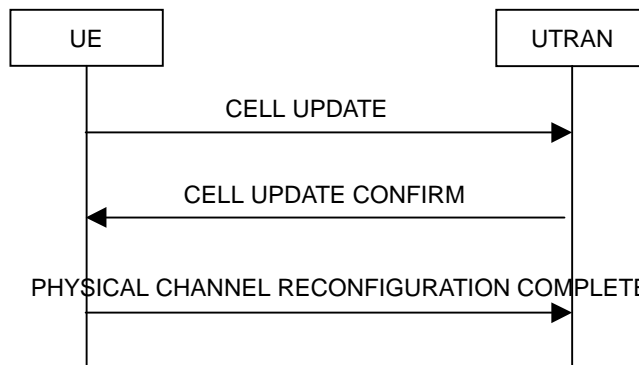 UE
UTRAN
CELL UPDATE
CELL UPDATE CONFIRM
PHYSICAL CHANNEL RECONFIGURATION COMPLETE